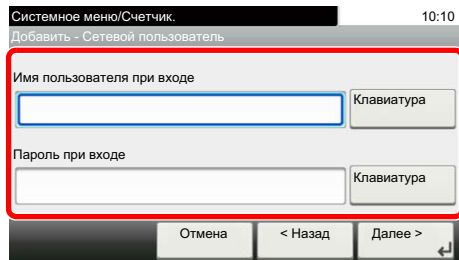 Системное меню/Счетчик. 10:10
Добавить - Сетевой пользователь
Имя пользователя при входе
Клавиатура
Пароль при входе
Клавиатура
Отмена < Назад Далее >